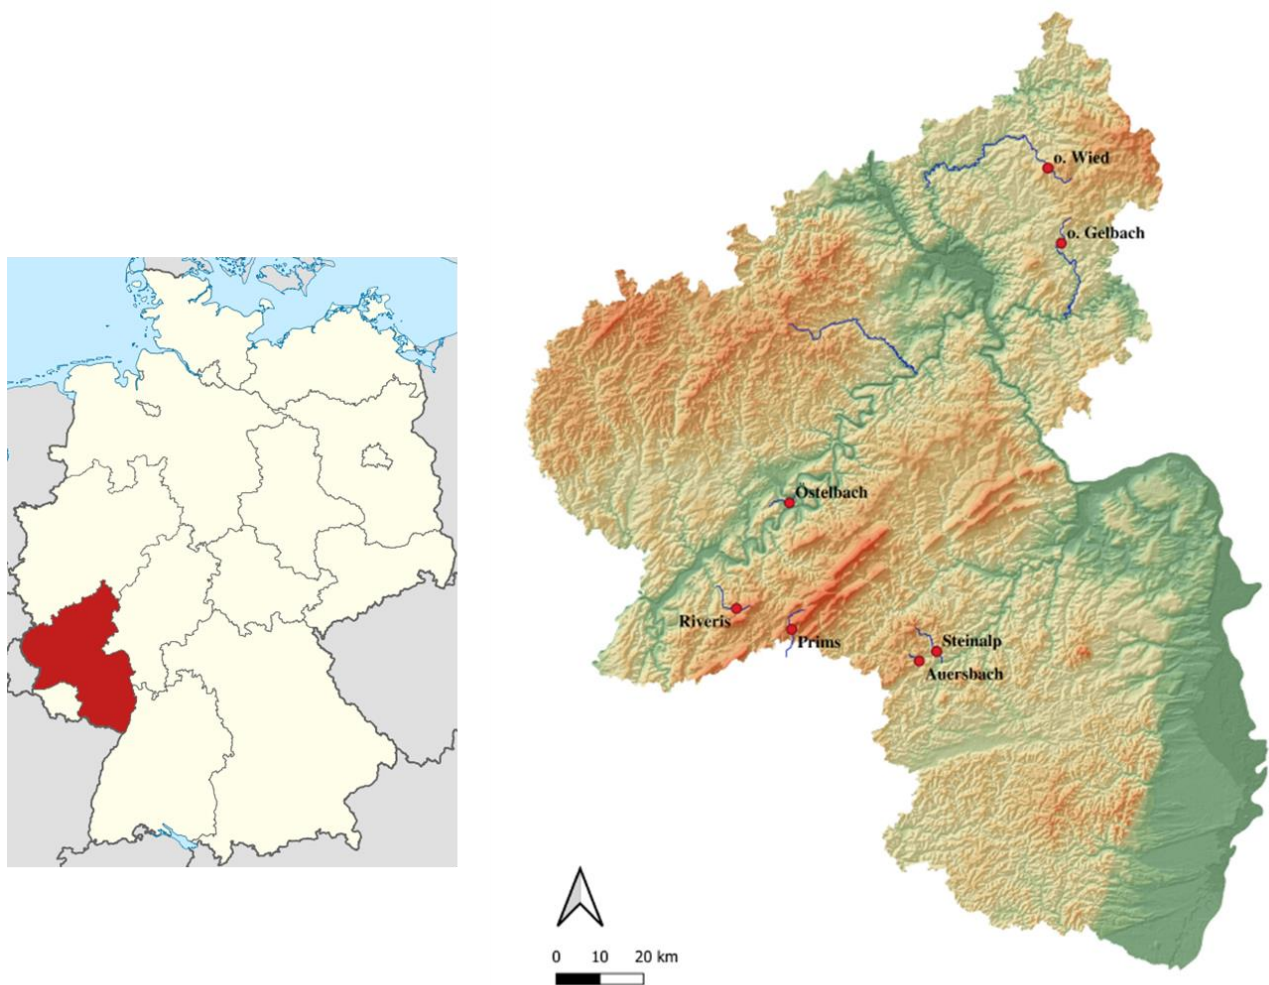 o. Wied
o. Gelbach
Östelbach
Riveris
Prims
Steinalp
Auersbach
0 10 20 km